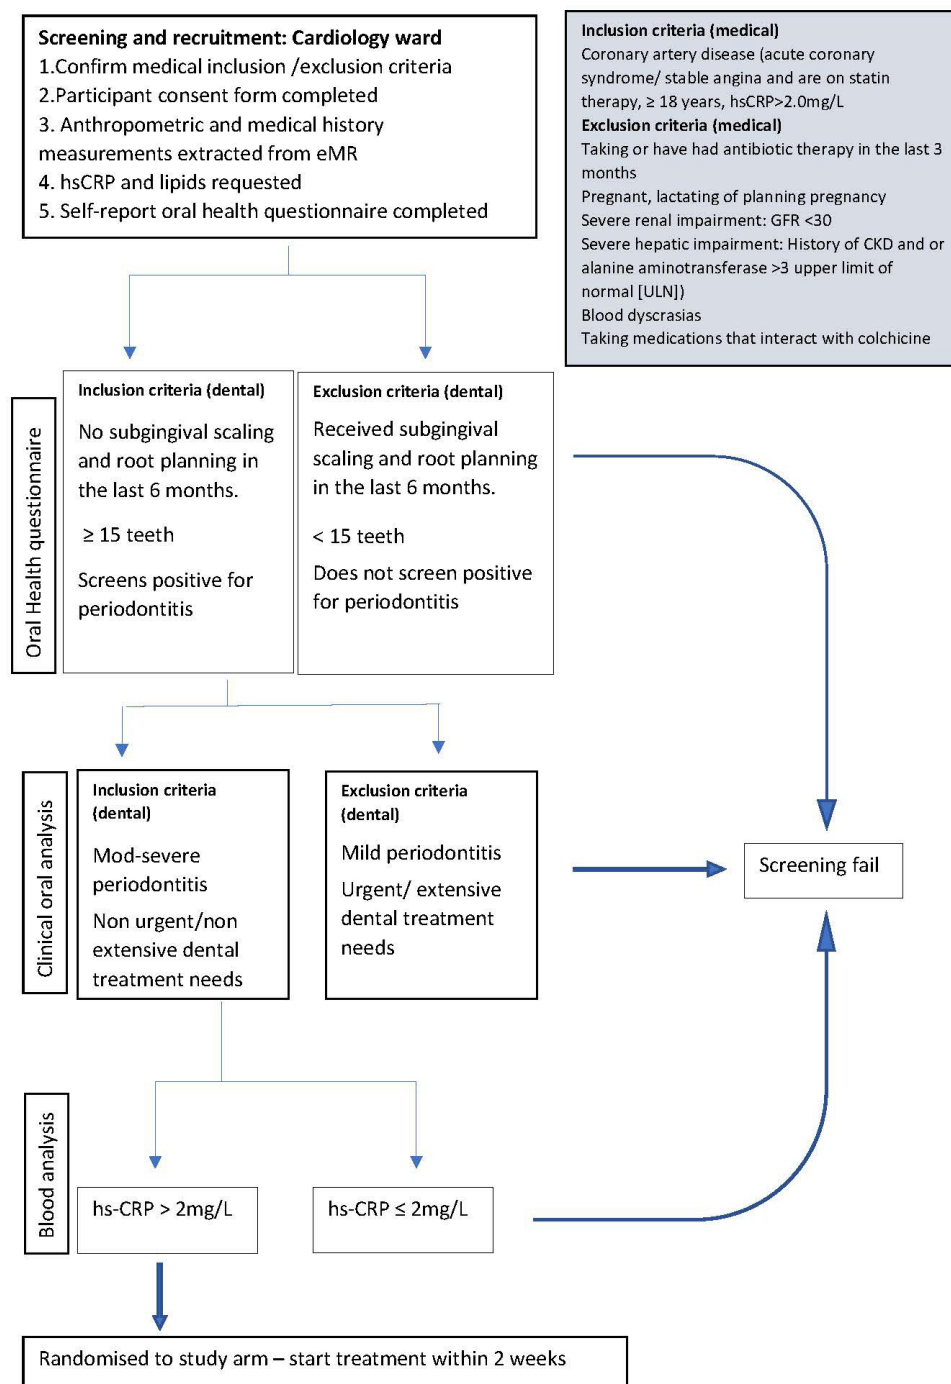 Screening and recruitment: Cardiology ward
1.Confirm medical inclusion /exclusion criteria
2.Participant consent form completed
3. Anthropometric and medical history
measurements extracted from eMR
4. hsCRP and lipids requested
5. Self-report oral health questionnaire completed
Inclusion criteria (medical)
Coronary artery disease (acute coronary
syndrome/ stable angina and are on statin
therapy, ≥ 18 years, hsCRP>2.0mg/L
Exclusion criteria (medical)
Taking or have had antibiotic therapy in the last 3
months
Pregnant, lactating of planning pregnancy
Severe renal impairment: GFR <30
Severe hepatic impairment: History of CKD and or
alanine aminotransferase >3 upper limit of
normal [ULN])
Blood dyscrasias
Taking medications that interact with colchicine
Oral Health questionnaire
Inclusion criteria (dental)
No subgingival scaling
and root planning in
the last 6 months.
≥ 15 teeth
Screens positive for
periodontitis
Exclusion criteria (dental)
Received subgingival
scaling and root planning
in the last 6 months.
< 15 teeth
Does not screen positive
for periodontitis
Clinical oral analysis
Inclusion criteria
(dental)
Mod-severe
periodontitis
Non urgent/non
extensive dental
treatment needs
Exclusion criteria
(dental)
Mild periodontitis
Urgent/ extensive
dental treatment
needs
Screening fail
Blood analysis
hs-CRP > 2mg/L
hs-CRP ≤ 2mg/L
Randomised to study arm – start treatment within 2 weeks